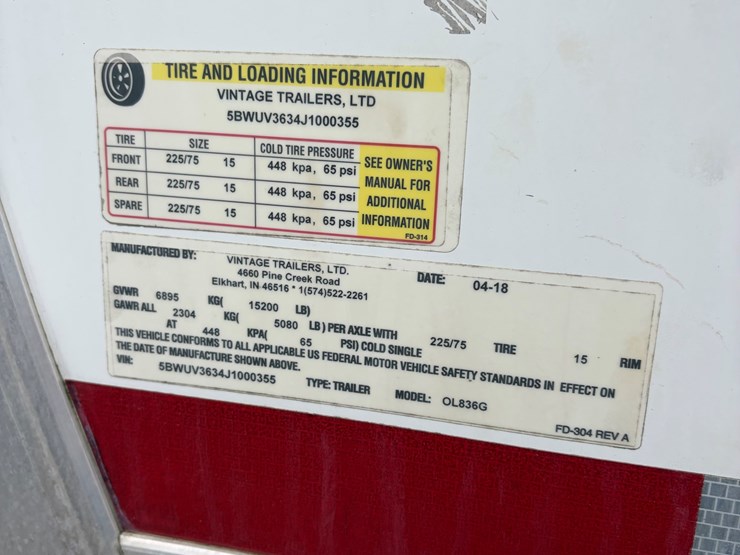 TIRE AND LOADING INFORMATION
VINTAGE TRAILERS, LTD
5BWUV3634J1000355
TIRE SIZE COLD TIRE PRESSURE SEE OWNER'S MANUAL FOR ADDITIONAL INFORMATION
FRONT 225/75 15 448 kpa, 65 psi
REAR 225/75 15 448 kpa, 65 psi
SPARE 225/75 15 448 kpa, 65 psi
FD-314
MANUFACTURED BY: VINTAGE TRAILERS, LTD. DATE: 04-18
4660 Pine Creek Road
Elkhart, IN 46516 * 1(574)522-2261
GVWR 6895 KG( 15200 LB)
GAWR ALL 2304 KG( 5080 LB) PER AXLE WITH 225/75 TIRE 15 RIM
AT 448 KPA( 65 PSI) COLD SINGLE
THIS VEHICLE CONFORMS TO ALL APPLICABLE US FEDERAL MOTOR VEHICLE SAFETY STANDARDS IN EFFECT ON
THE DATE OF MANUFACTURE SHOWN ABOVE.
VIN: 5BWUV3634J1000355 TYPE: TRAILER MODEL: OL836G
FD-304 REV A